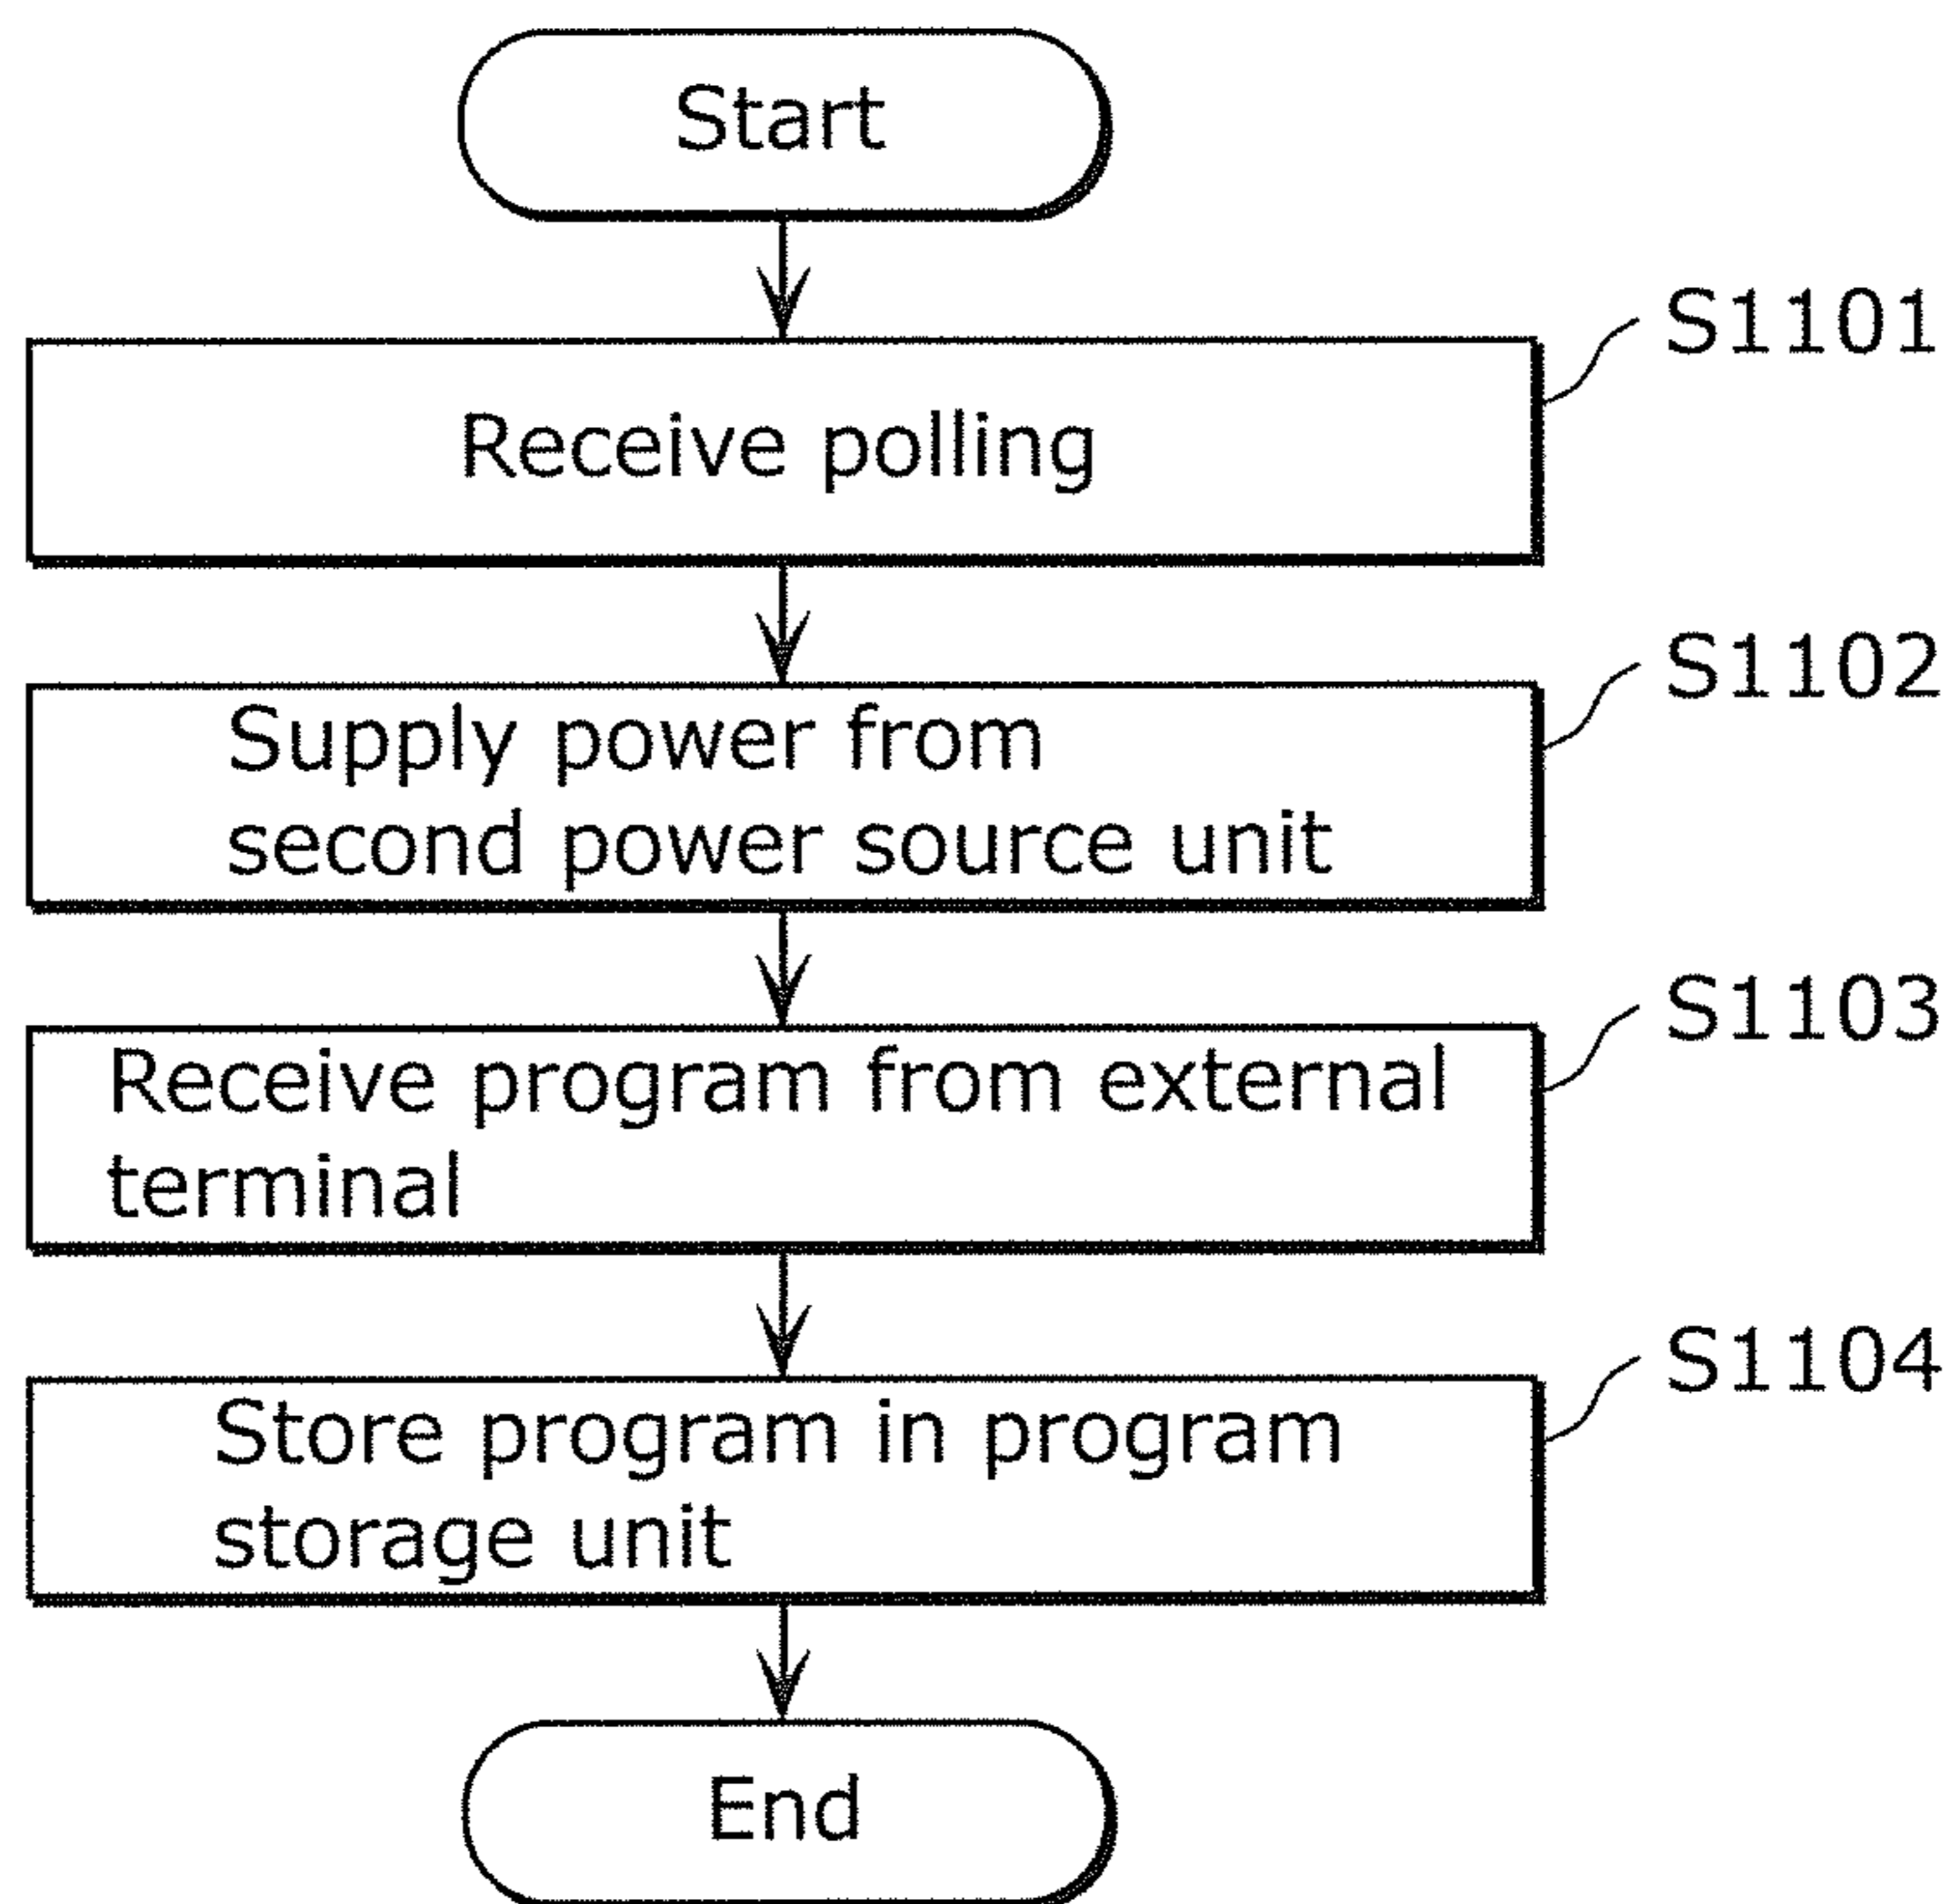 Start
S1101
Receive polling
S1102
Supply power from
second power source unit
S1103
Receive program from external
terminal
S1104
Store program in program
storage unit
End